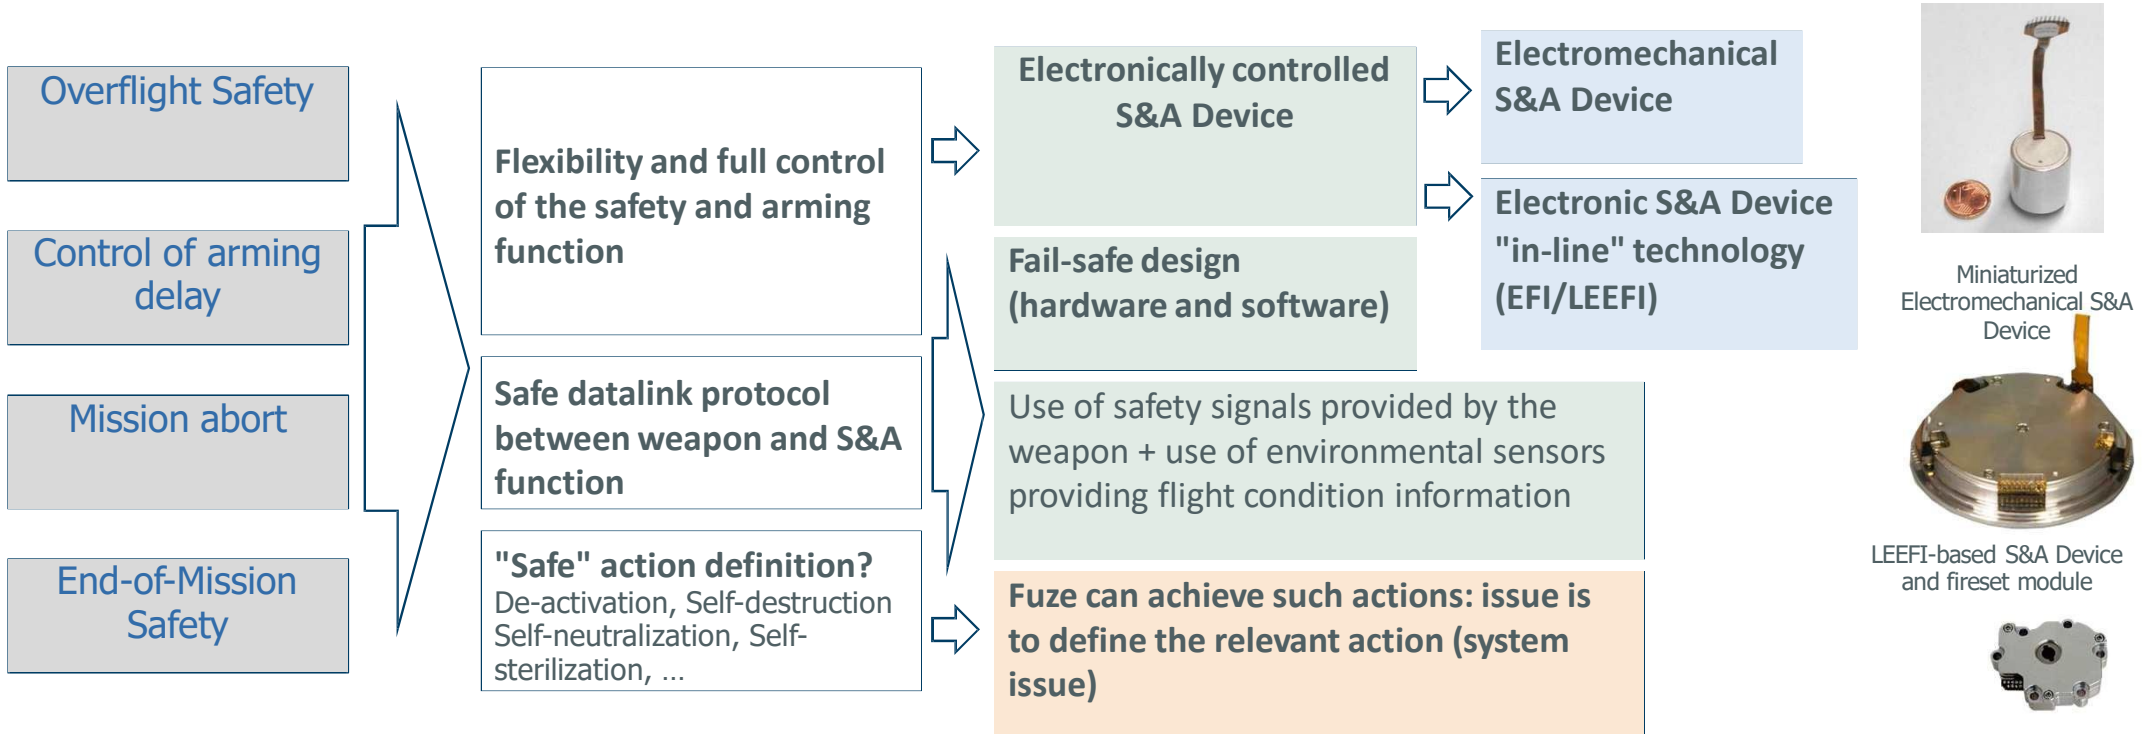 Overflight Safety
Control of arming
delay
Mission abort
End-of-Mission
Safety
Flexibility and full control
of the safety and arming
function
Safe datalink protocol
between weapon and S&A
function
"Safe" action definition?
De-activation, Self-destruction
Self-neutralization, Self-
sterilization, ...
Electronically controlled
S&A Device
Fail-safe design
(hardware and software)
Use of safety signals provided by the
weapon + use of environmental sensors
providing flight condition information
Fuze can achieve such actions: issue is
to define the relevant action (system
issue)
Electromechanical
S&A Device
Electronic S&A Device
"in-line" technology
(EFI/LEEFI)
Miniaturized
Electromechanical S&A
Device
LEEFI-based S&A Device
and fireset module